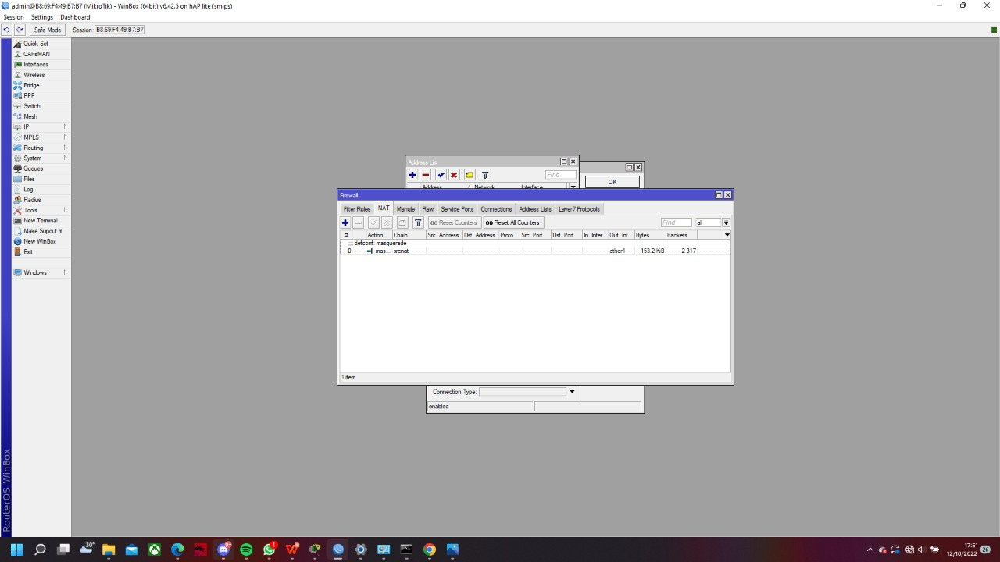 admin@B8:69:F4:49:B7:B7 (MikroTik) - WinBox (64bit) v6.42.5 on hAP lite (smips)
Session Settings Dashboard
Safe Mode Session: B8:69:F4:49:B7:B7
Quick Set
CAPsMAN
Interfaces
Wireless
Bridge
PPP
Switch
Mesh
IP
MPLS
Routing
System
Queues
Files
Log
Radius
Tools
New Terminal
Make Supout.rif
New WinBox
Exit
Windows
RouterOS WinBox
Address List
Find
Address / Network Interface
OK
Firewall
Filter Rules NAT Mangle Raw Service Ports Connections Address Lists Layer7 Protocols
00 Reset Counters 00 Reset All Counters Find all
# Action Chain Src. Address Dst. Address Proto... Src. Port Dst. Port In. Inter... Out. Int... Bytes Packets
;;; defconf: masquerade
0 mas... srcnat ether1 153.2 KiB 2 317
1 item
Connection Type:
enabled
30°
9+
17:51
12/10/2022
26